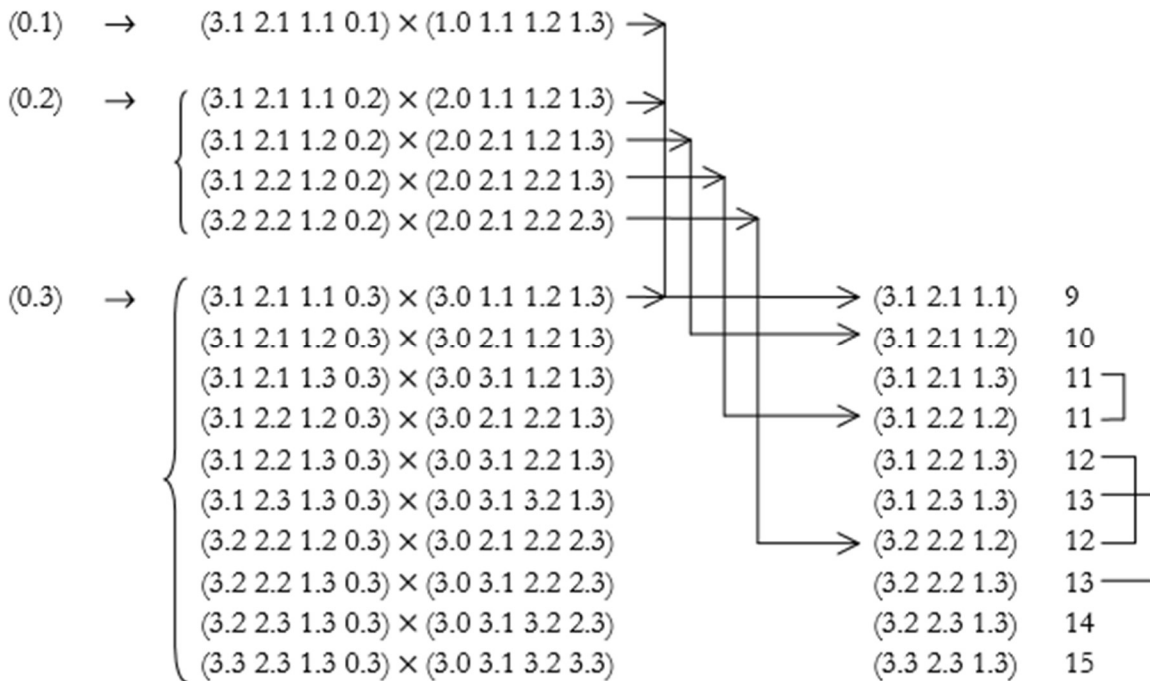 (0.1) → (3.1 2.1 1.1 0.1) × (1.0 1.1 1.2 1.3)
(0.2) → (3.1 2.1 1.1 0.2) × (2.0 1.1 1.2 1.3)
(3.1 2.1 1.2 0.2) × (2.0 2.1 1.2 1.3)
(3.1 2.2 1.2 0.2) × (2.0 2.1 2.2 1.3)
(3.2 2.2 1.2 0.2) × (2.0 2.1 2.2 2.3)
(0.3) → (3.1 2.1 1.1 0.3) × (3.0 1.1 1.2 1.3) (3.1 2.1 1.1) 9
(3.1 2.1 1.2 0.3) × (3.0 2.1 1.2 1.3) (3.1 2.1 1.2) 10
(3.1 2.1 1.3 0.3) × (3.0 3.1 1.2 1.3) (3.1 2.1 1.3) 11
(3.1 2.2 1.2 0.3) × (3.0 2.1 2.2 1.3) (3.1 2.2 1.2) 11
(3.1 2.2 1.3 0.3) × (3.0 3.1 2.2 1.3) (3.1 2.2 1.3) 12
(3.1 2.3 1.3 0.3) × (3.0 3.1 3.2 1.3) (3.1 2.3 1.3) 13
(3.2 2.2 1.2 0.3) × (3.0 2.1 2.2 2.3) (3.2 2.2 1.2) 12
(3.2 2.2 1.3 0.3) × (3.0 3.1 2.2 2.3) (3.2 2.2 1.3) 13
(3.2 2.3 1.3 0.3) × (3.0 3.1 3.2 2.3) (3.2 2.3 1.3) 14
(3.3 2.3 1.3 0.3) × (3.0 3.1 3.2 3.3) (3.3 2.3 1.3) 15